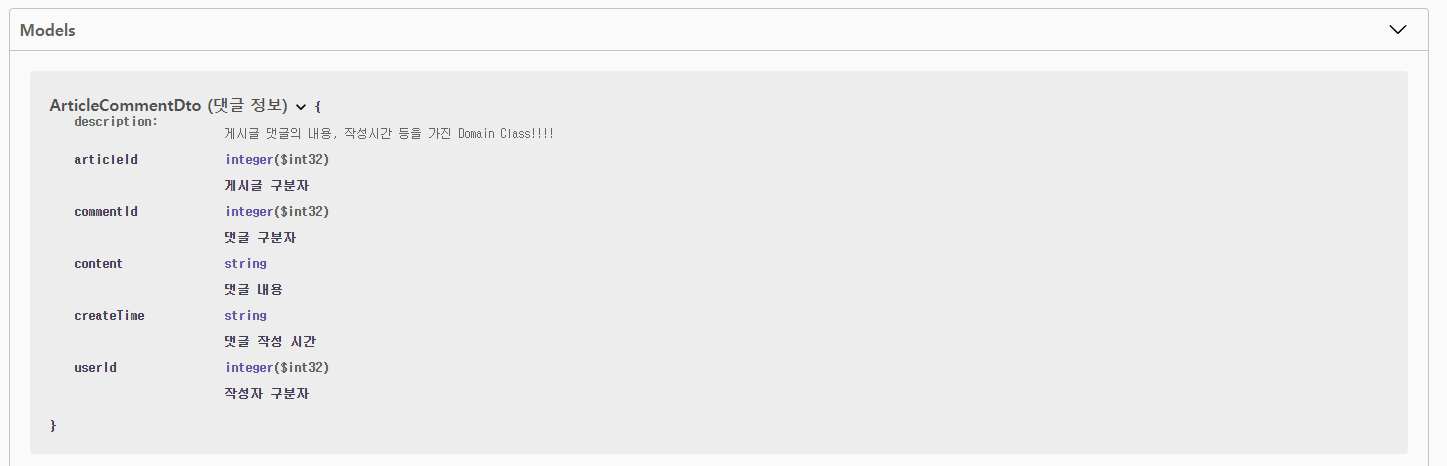 Models
ArticleCommentDto (댓글 정보) {
description:
게시글 댓글의 내용, 작성시간 등을 가진 Domain Class!!!!
articleId integer($int32)
게시글 구분자
commentId integer($int32)
댓글 구분자
content string
댓글 내용
createTime string
댓글 작성 시간
userId integer($int32)
작성자 구분자
}